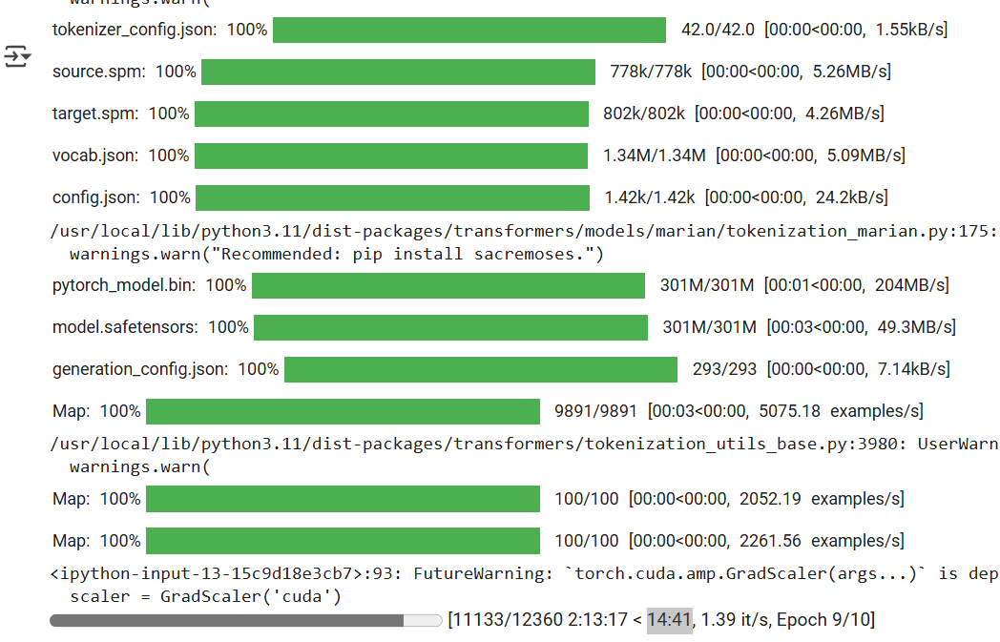 warnings.warn(
tokenizer_config.json: 100% 42.0/42.0 [00:00<00:00, 1.55kB/s]
source.spm: 100% 778k/778k [00:00<00:00, 5.26MB/s]
target.spm: 100% 802k/802k [00:00<00:00, 4.26MB/s]
vocab.json: 100% 1.34M/1.34M [00:00<00:00, 5.09MB/s]
config.json: 100% 1.42k/1.42k [00:00<00:00, 24.2kB/s]
/usr/local/lib/python3.11/dist-packages/transformers/models/marian/tokenization_marian.py:175:
warnings.warn("Recommended: pip install sacremoses.")
pytorch_model.bin: 100% 301M/301M [00:01<00:00, 204MB/s]
model.safetensors: 100% 301M/301M [00:03<00:00, 49.3MB/s]
generation_config.json: 100% 293/293 [00:00<00:00, 7.14kB/s]
Map: 100% 9891/9891 [00:03<00:00, 5075.18 examples/s]
/usr/local/lib/python3.11/dist-packages/transformers/tokenization_utils_base.py:3980: UserWarn
warnings.warn(
Map: 100% 100/100 [00:00<00:00, 2052.19 examples/s]
Map: 100% 100/100 [00:00<00:00, 2261.56 examples/s]
<ipython-input-13-15c9d18e3cb7>:93: FutureWarning: `torch.cuda.amp.GradScaler(args...)` is dep
scaler = GradScaler('cuda')
[11133/12360 2:13:17 < 14:41, 1.39 it/s, Epoch 9/10]